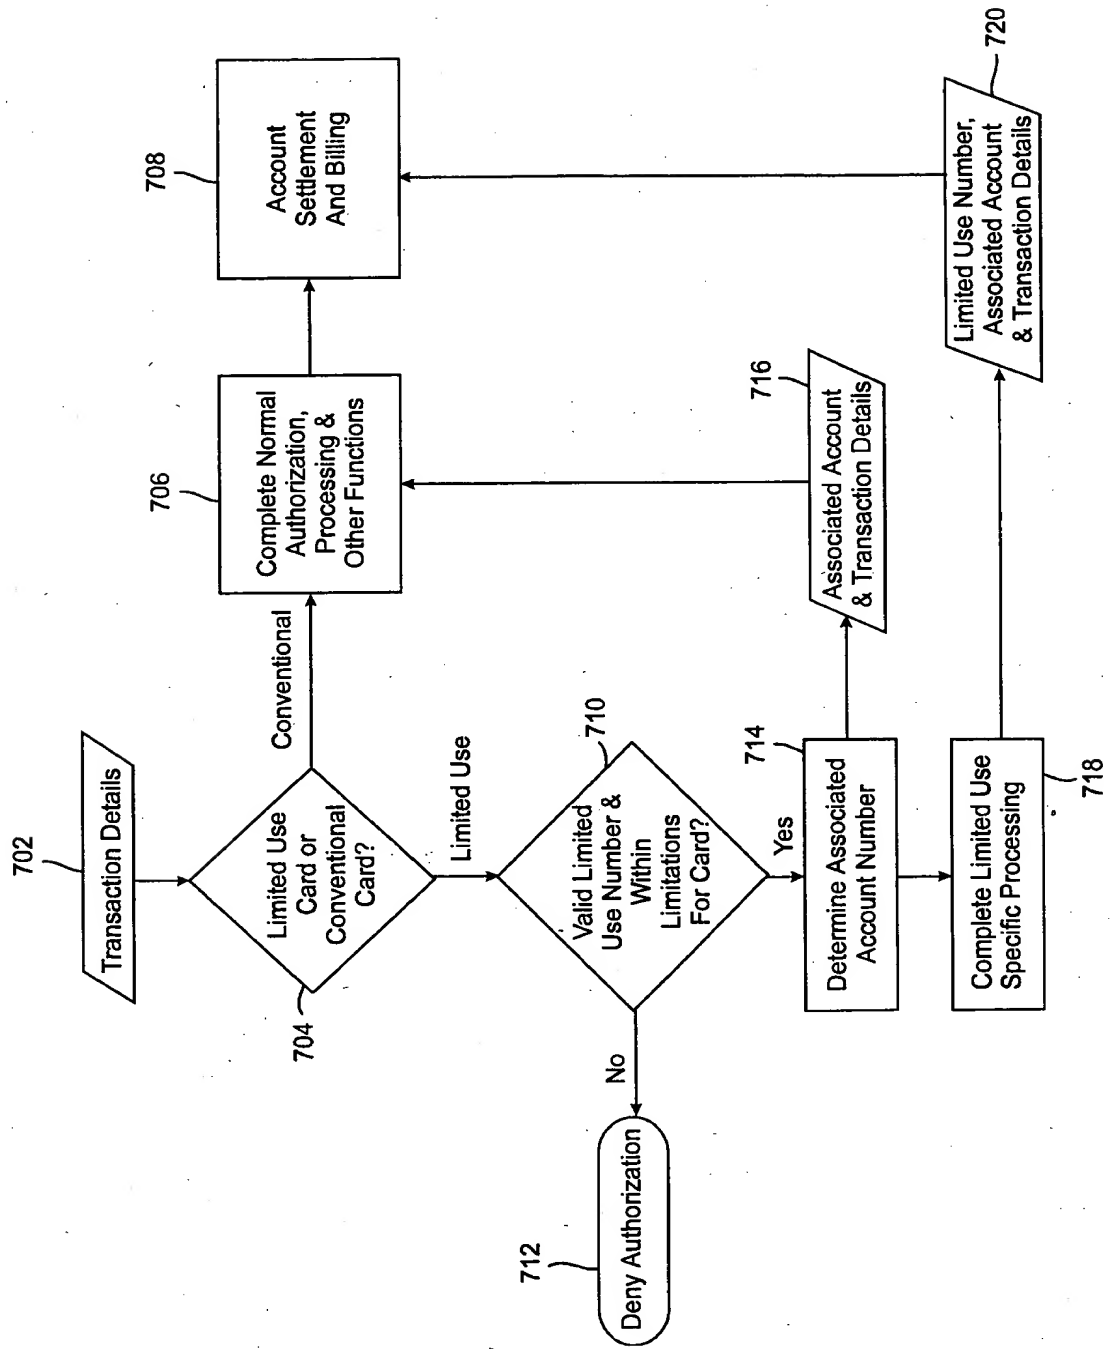 702
Transaction Details
704
Limited Use
Card or
Conventional
Card?
Conventional
706
Complete Normal
Authorization,
Processing &
Other Functions
708
Account
Settlement
And Billing
Limited Use
710
Valid Limited
Use Number &
Within
Limitations
For Card?
No
712
Deny Authorization
Yes
714
Determine Associated
Account Number
716
Associated Account
& Transaction Details
718
Complete Limited Use
Specific Processing
720
Limited Use Number,
Associated Account
& Transaction Details